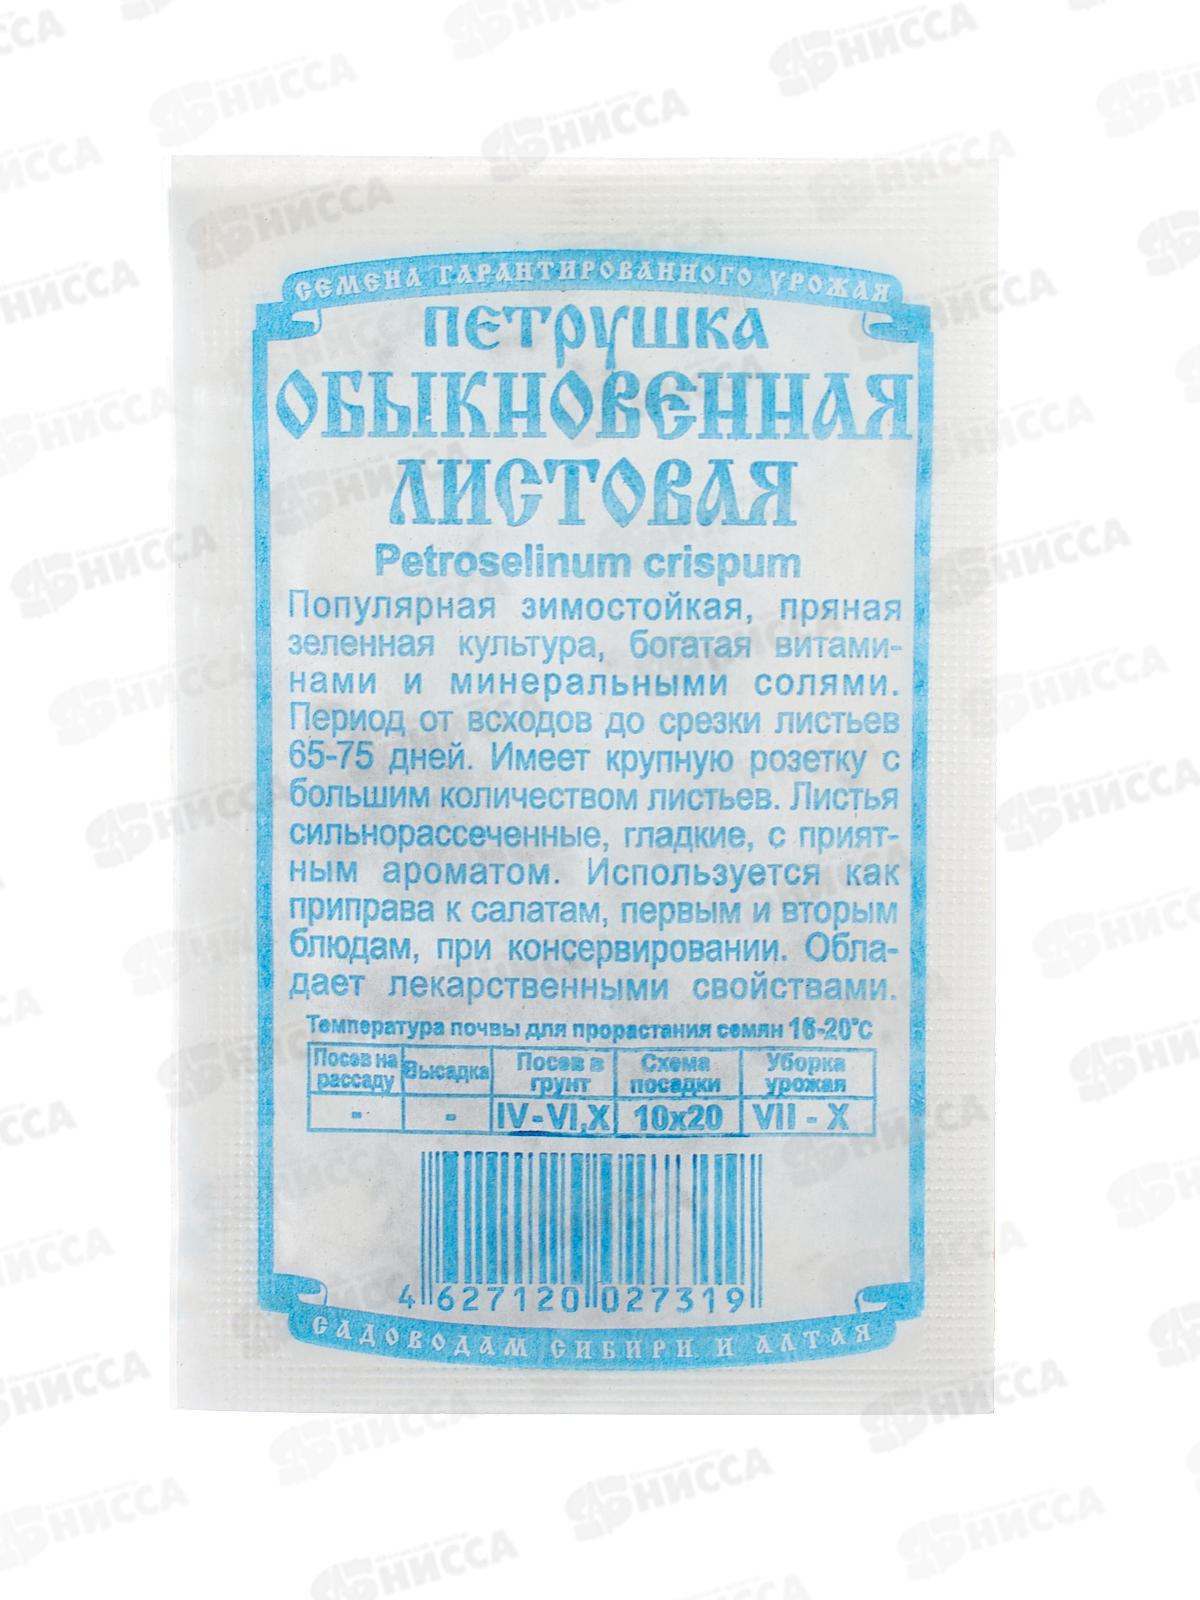 СЕМЕНА ГАРАНТИРОВАННОГО УРОЖАЯ
ПЕТРУШКА
ОБЫКНОВЕННАЯ
ЛИСТОВАЯ
Petroselinum crispum
Популярная зимостойкая, пряная
зеленная культура, богатая витами-
нами и минеральными солями.
Период от всходов до срезки листьев
65-75 дней. Имеет крупную розетку с
большим количеством листьев. Листья
сильнорассеченные, гладкие, с прият-
ным ароматом. Используется как
приправа к салатам, первым и вторым
блюдам, при консервировании. Обла-
дает лекарственными свойствами.
Температура почвы для прорастания семян 16-20°С
Посев на рассаду Высадка Посев в грунт Схема посадки Уборка урожая
- - IV-VI,X 10х20 VII - X
4 627120 027319
САДОВОДАМ СИБИРИ И АЛТАЯ
НИССА